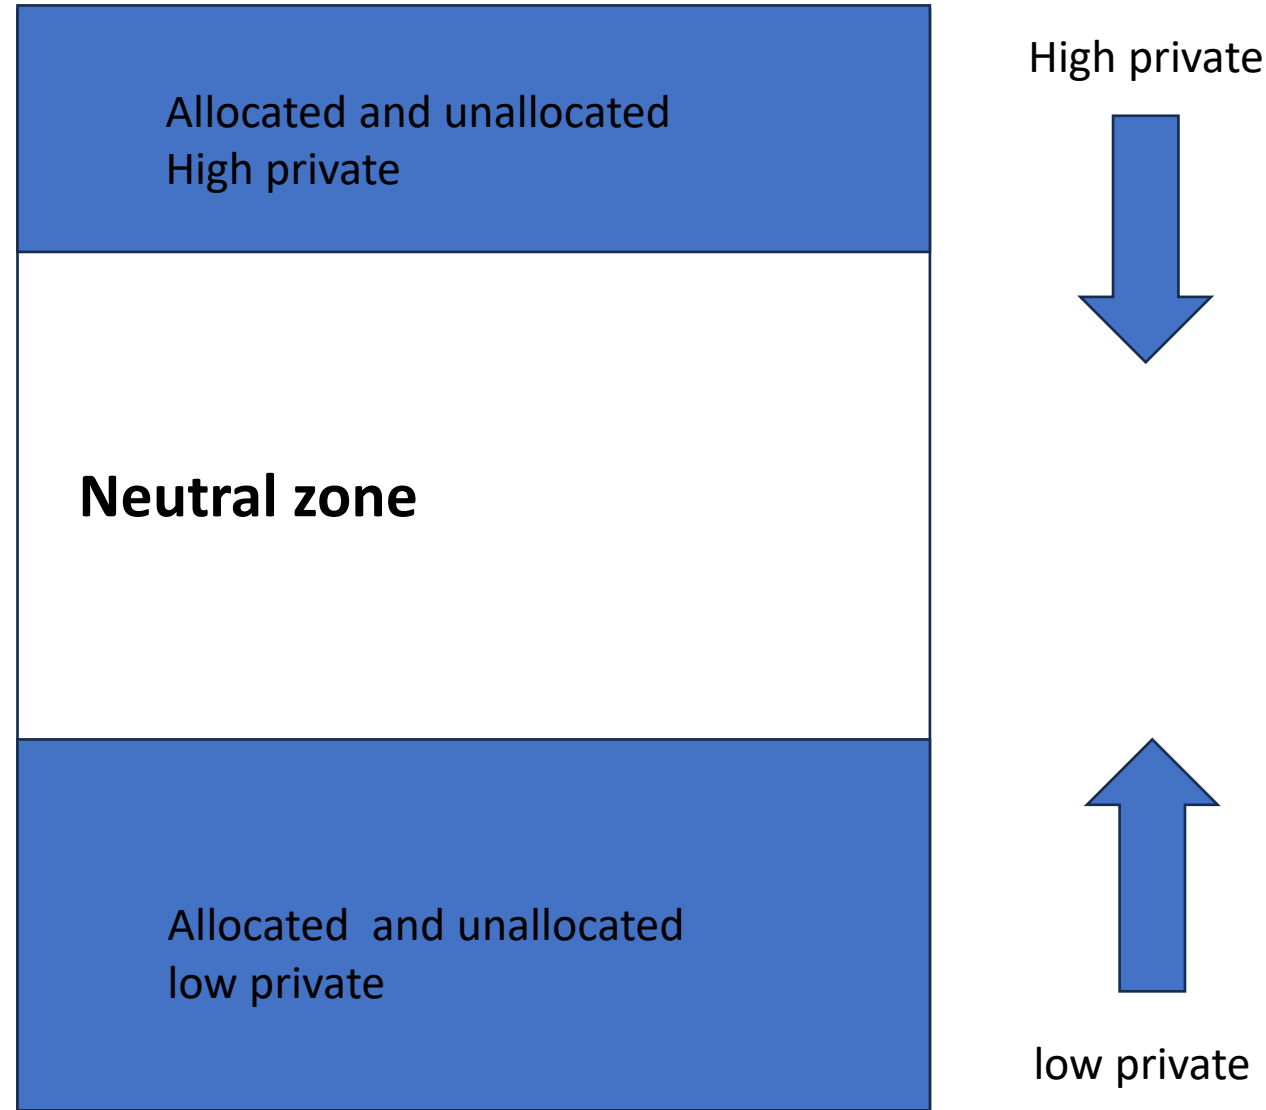 High private
Allocated and unallocated
High private
Neutral zone
Allocated  and unallocated
low private
low private